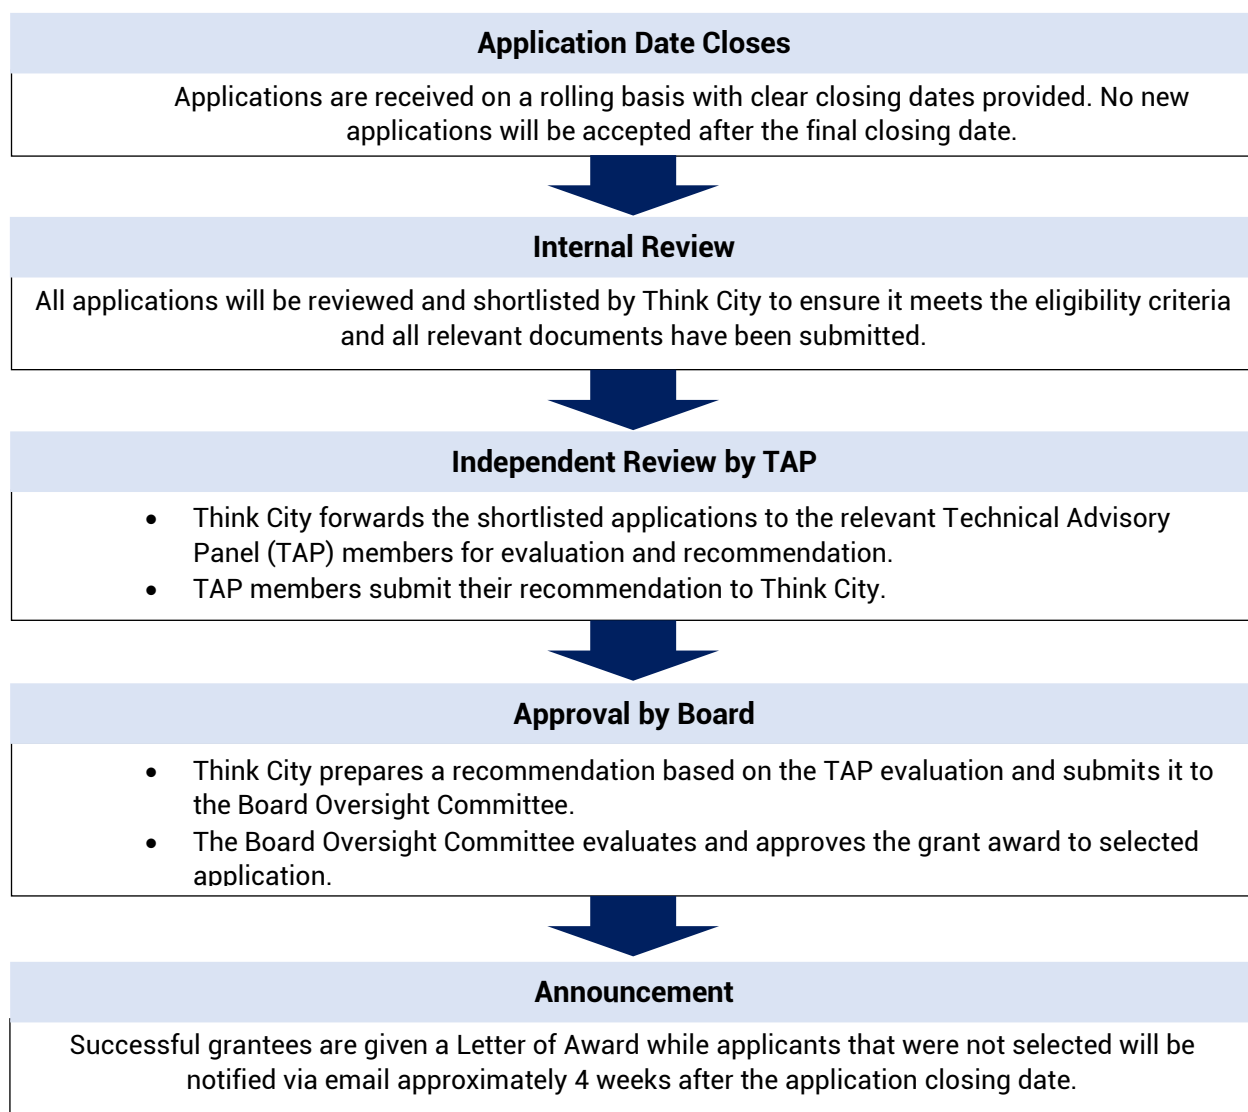 Application Date Closes
Applications are received on a rolling basis with clear closing dates provided. No new
applications will be accepted after the final closing date.
Internal Review
All applications will be reviewed and shortlisted by Think City to ensure it meets the eligibility criteria
and all relevant documents have been submitted.
Independent Review by TAP
• Think City forwards the shortlisted applications to the relevant Technical Advisory
Panel (TAP) members for evaluation and recommendation.
• TAP members submit their recommendation to Think City.
Approval by Board
• Think City prepares a recommendation based on the TAP evaluation and submits it to
the Board Oversight Committee.
• The Board Oversight Committee evaluates and approves the grant award to selected
application.
Announcement
Successful grantees are given a Letter of Award while applicants that were not selected will be
notified via email approximately 4 weeks after the application closing date.